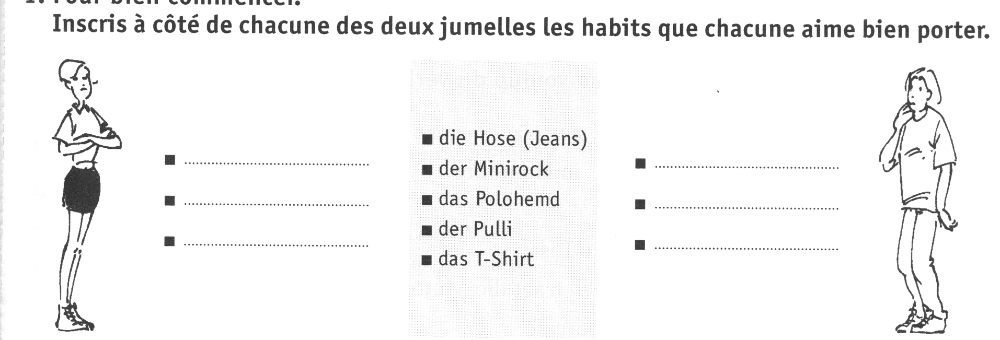 1. Pour bien commencer.
Inscris à côté de chacune des deux jumelles les habits que chacune aime bien porter.
■ ........................................
■ ........................................
■ ........................................
■ die Hose (Jeans)
■ der Minirock
■ das Polohemd
■ der Pulli
■ das T-Shirt
■ ........................................
■ ........................................
■ ........................................